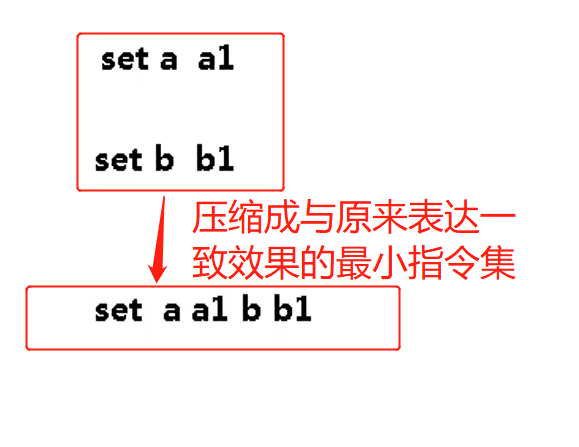 set a a1
set b b1
压缩成与原来表达一
致效果的最小指令集
set a a1 b b1